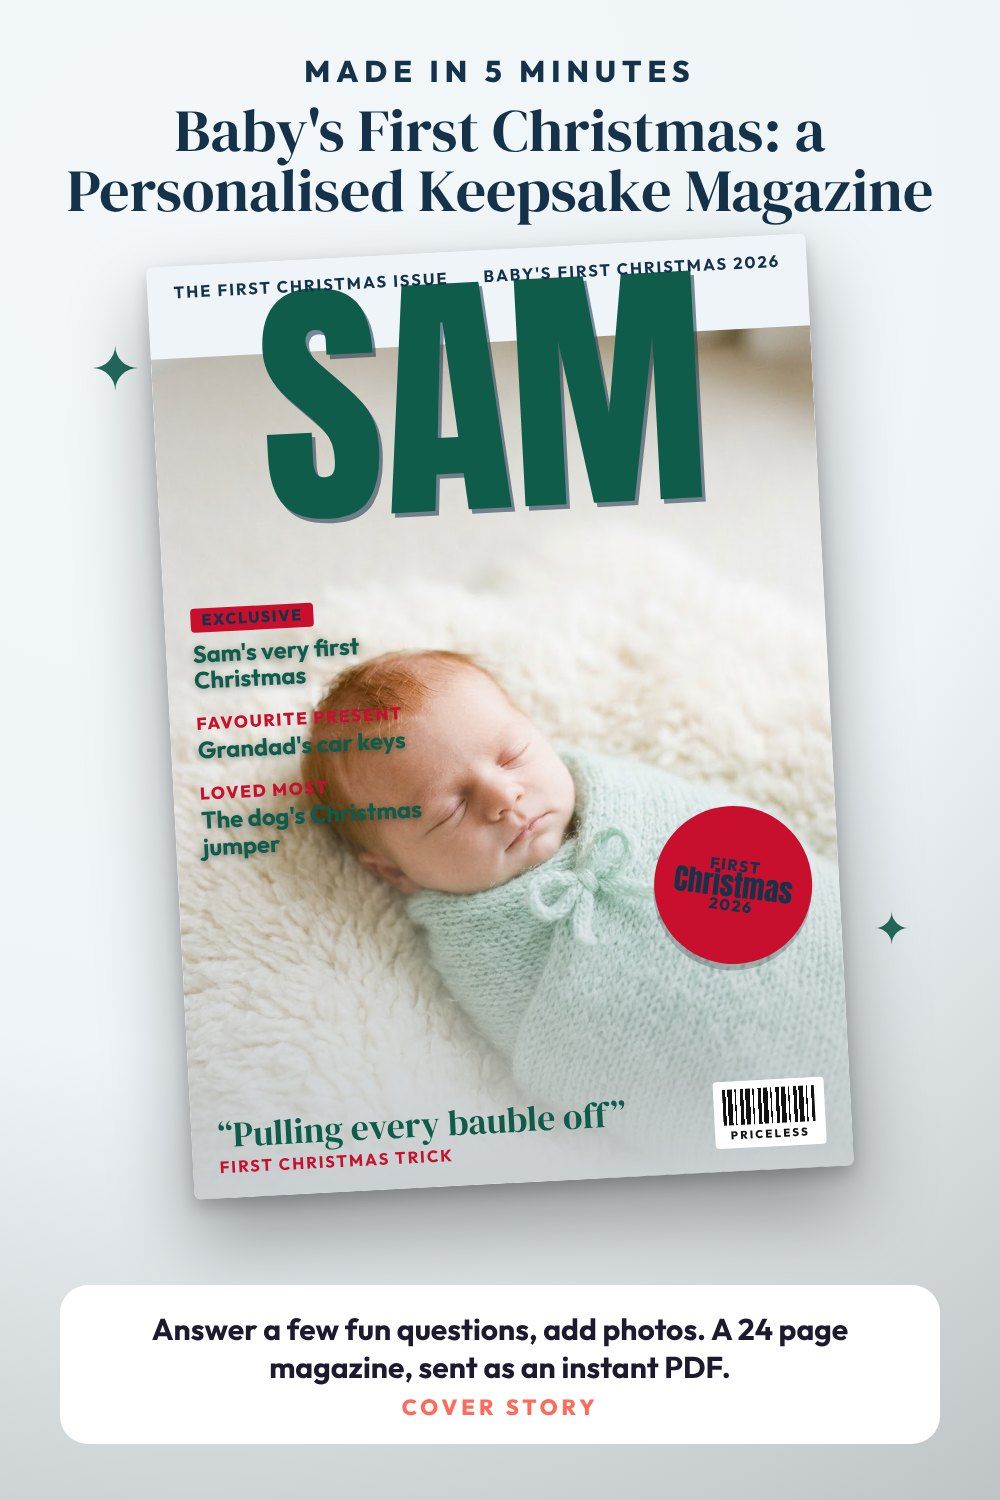 MADE IN 5 MINUTES
Baby's First Christmas: a
Personalised Keepsake Magazine
THE FIRST CHRISTMAS ISSUE
BABY'S FIRST CHRISTMAS 2026
SAM
EXCLUSIVE
Sam's very first
Christmas
FAVOURITE PRESENT
Grandad's car keys
LOVED MOST
The dog's Christmas
jumper
FIRST
Christmas
2026
“Pulling every bauble off”
FIRST CHRISTMAS TRICK
PRICELESS
Answer a few fun questions, add photos. A 24 page
magazine, sent as an instant PDF.
COVER STORY